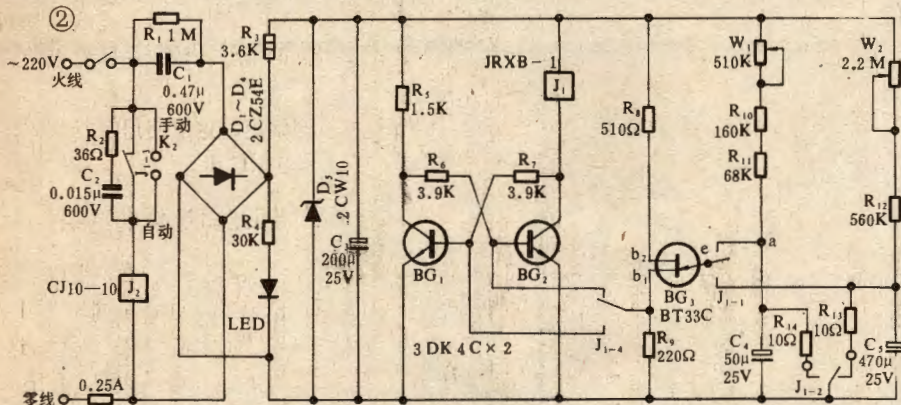 ②
R₁ 1 M
~220V
火线
C₁
0.47μ
600V
R₂
36Ω
C₂
0.015μ
600V
手动
K₂
J₁₋₃
自动
CJ10—10
J₂
零线
0.25A
D₁~D₄
2CZ54E
R₃
3.6K
R₄
30K
LED
D₅
2CW10
C₃
200μ
25V
R₅
1.5K
R₆
3.9K
R₇
3.9K
BG₁
BG₂
3DK4C×2
JRXB-1
J₁
R₈
510Ω
b₂
b₁
e
BG₃
BT33C
J₁₋₄
R₉
220Ω
W₁
510K
R₁₀
160K
R₁₁
68K
a
J₁₋₁
C₄
50μ
25V
R₁₄
10Ω
R₁₃
10Ω
J₁₋₂
W₂
2.2 M
R₁₂
560K
C₅
470μ
25V